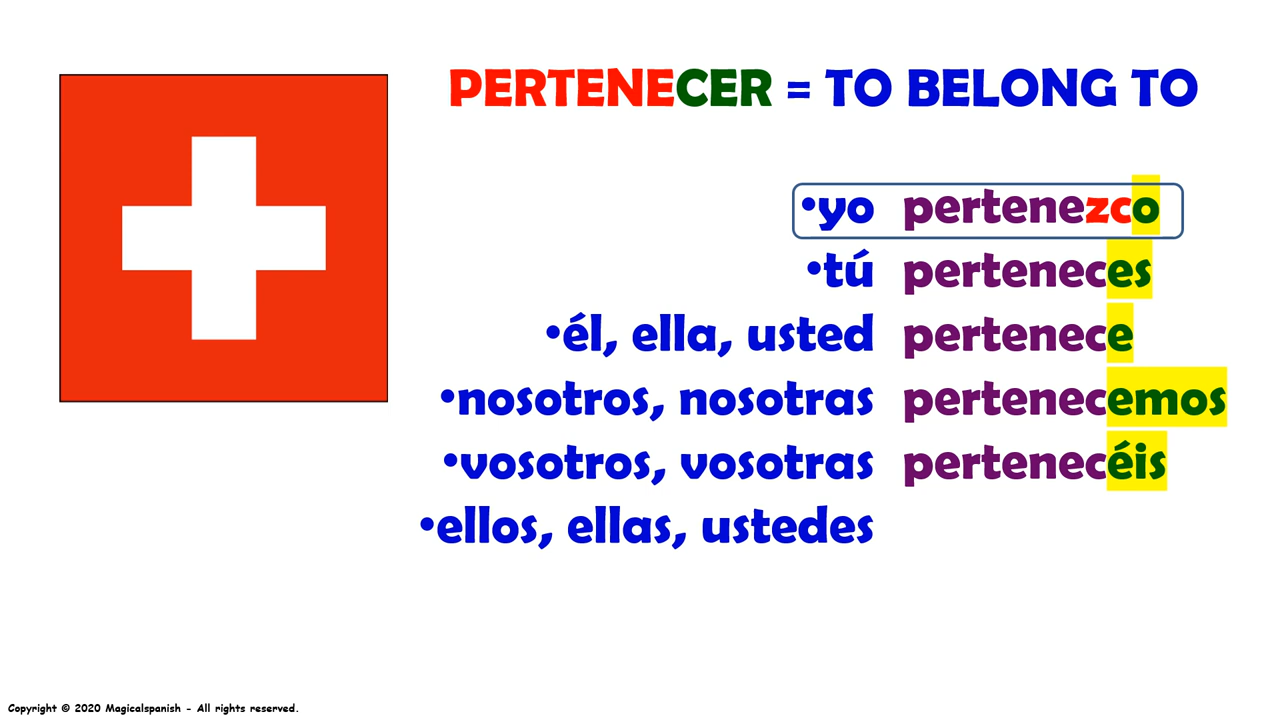 PERTENECER = TO BELONG TO
•yo pertenezco
•tú perteneces
•él, ella, usted pertenece
•nosotros, nosotras pertenecemos
•vosotros, vosotras pertenecéis
•ellos, ellas, ustedes
Copyright © 2020 Magicalspanish - All rights reserved.